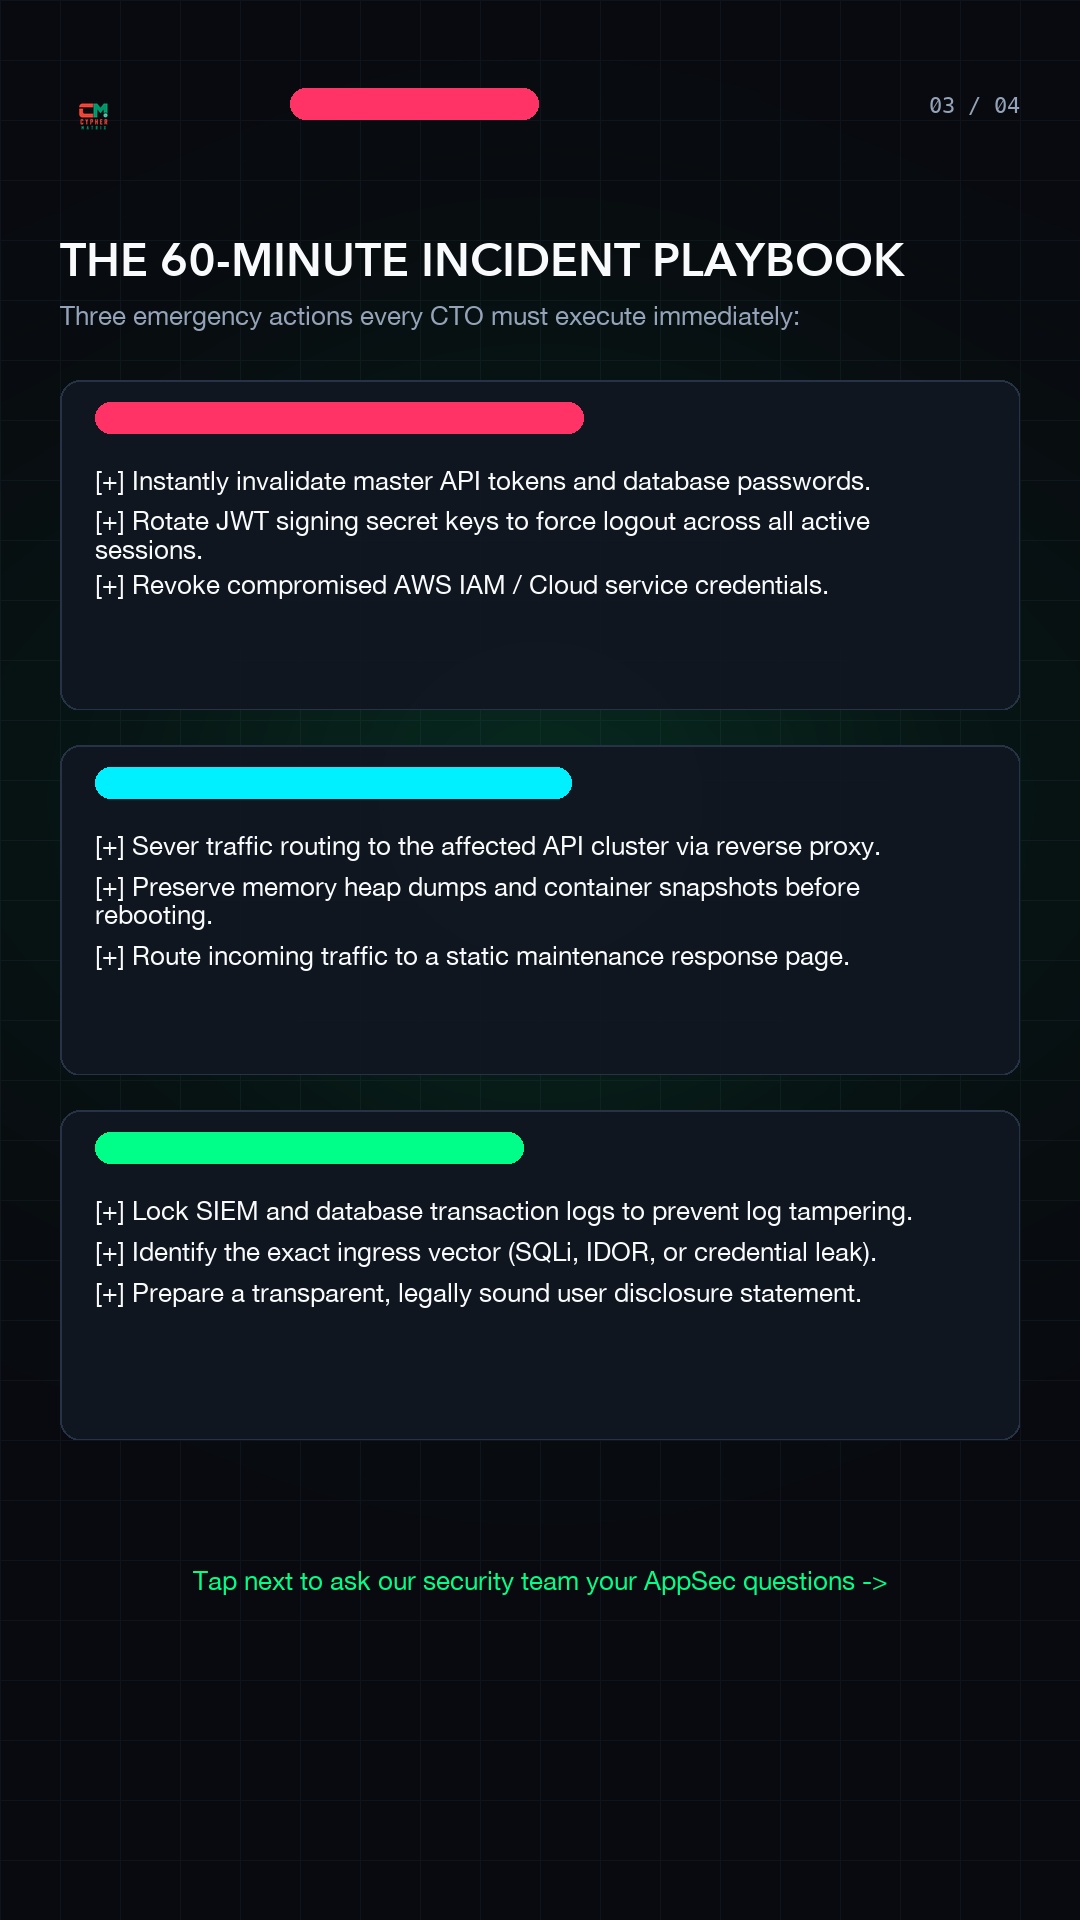 CM
CYPHER
MATRIX
03 / 04
THE 60-MINUTE INCIDENT PLAYBOOK
Three emergency actions every CTO must execute immediately:
[+] Instantly invalidate master API tokens and database passwords.
[+] Rotate JWT signing secret keys to force logout across all active
sessions.
[+] Revoke compromised AWS IAM / Cloud service credentials.
[+] Sever traffic routing to the affected API cluster via reverse proxy.
[+] Preserve memory heap dumps and container snapshots before
rebooting.
[+] Route incoming traffic to a static maintenance response page.
[+] Lock SIEM and database transaction logs to prevent log tampering.
[+] Identify the exact ingress vector (SQLi, IDOR, or credential leak).
[+] Prepare a transparent, legally sound user disclosure statement.
Tap next to ask our security team your AppSec questions ->